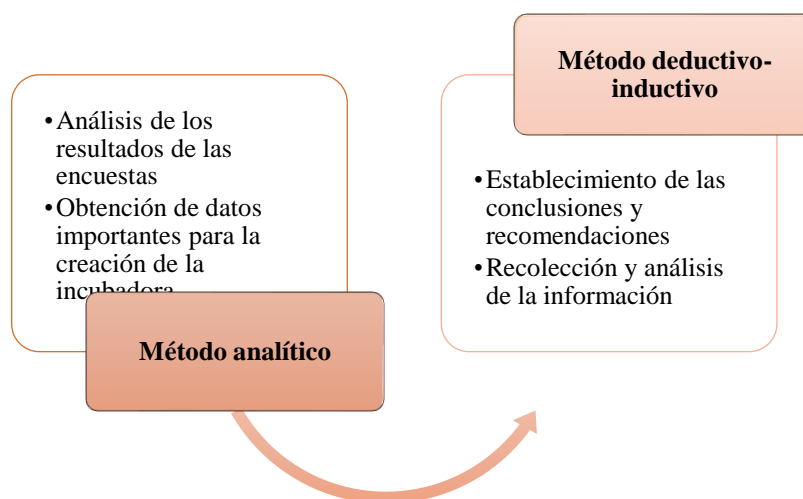 •Análisis de los
resultados de las
encuestas
•Obtención de datos
importantes para la
creación de la
incubadora
Método analítico
Método deductivo-
inductivo
•Establecimiento de las
conclusiones y
recomendaciones
•Recolección y análisis
de la información